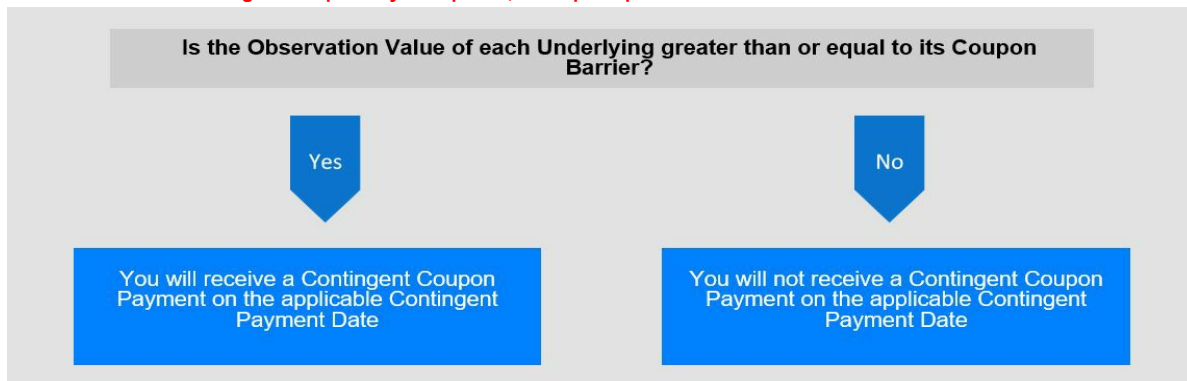 Is the Observation Value of each Underlying greater than or equal to its Coupon
Barrier?
Yes
No
You will receive a Contingent Coupon
Payment on the applicable Contingent
Payment Date
You will not receive a Contingent Coupon
Payment on the applicable Contingent
Payment Date